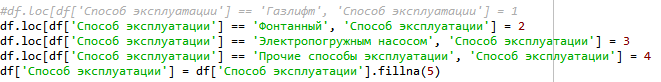 #df.loc[df['Способ эксплуатации'] == 'Газлифт', 'Способ эксплуатации'] = 1
df.loc[df['Способ эксплуатации'] == 'Фонтанный', 'Способ эксплуатации'] = 2
df.loc[df['Способ эксплуатации'] == 'Электропогружным насосом', 'Способ эксплуатации'] = 3
df.loc[df['Способ эксплуатации'] == 'Прочие способы эксплуатации', 'Способ эксплуатации'] = 4
df['Способ эксплуатации'] = df['Способ эксплуатации'].fillna(5)